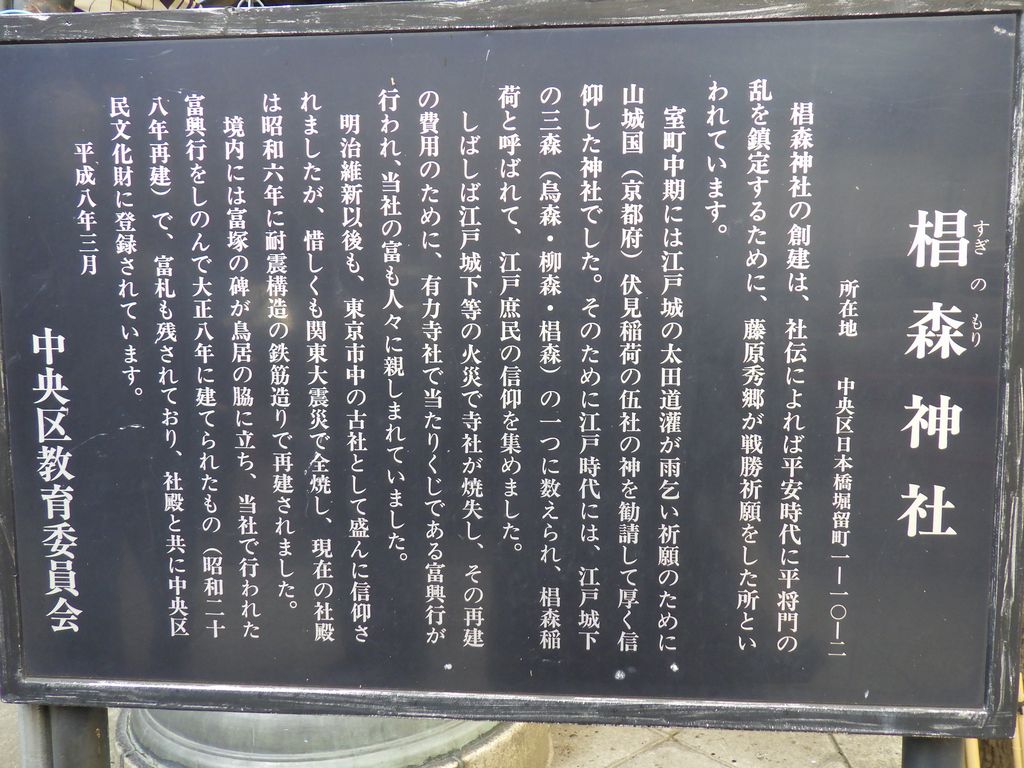 すぎのもり
椙森神社
所在地 中央区日本橋堀留町一―一〇―二
椙森神社の創建は、社伝によれば平安時代に平将門の
乱を鎮定するために、藤原秀郷が戦勝祈願をした所とい
われています。
室町中期には江戸城の太田道灌が雨乞い祈願のために
山城国(京都府)伏見稲荷の伍社の神を勧請して厚く信
仰した神社でした。そのために江戸時代には、江戸城下
の三森(烏森・柳森・椙森)の一つに数えられ、椙森稲
荷と呼ばれて、江戸庶民の信仰を集めました。
しばしば江戸城下等の火災で寺社が焼失し、その再建
の費用のために、有力寺社で当たりくじである富興行が
行われ、当社の富も人々に親しまれていました。
明治維新以後も、東京市中の古社として盛んに信仰さ
れましたが、惜しくも関東大震災で全焼し、現在の社殿
は昭和六年に耐震構造の鉄筋造りで再建されました。
境内には富塚の碑が鳥居の脇に立ち、当社で行われた
富興行をしのんで大正八年に建てられたもの(昭和二十
八年再建)で、富札も残されており、社殿と共に中央区
民文化財に登録されています。
平成八年三月
中央区教育委員会